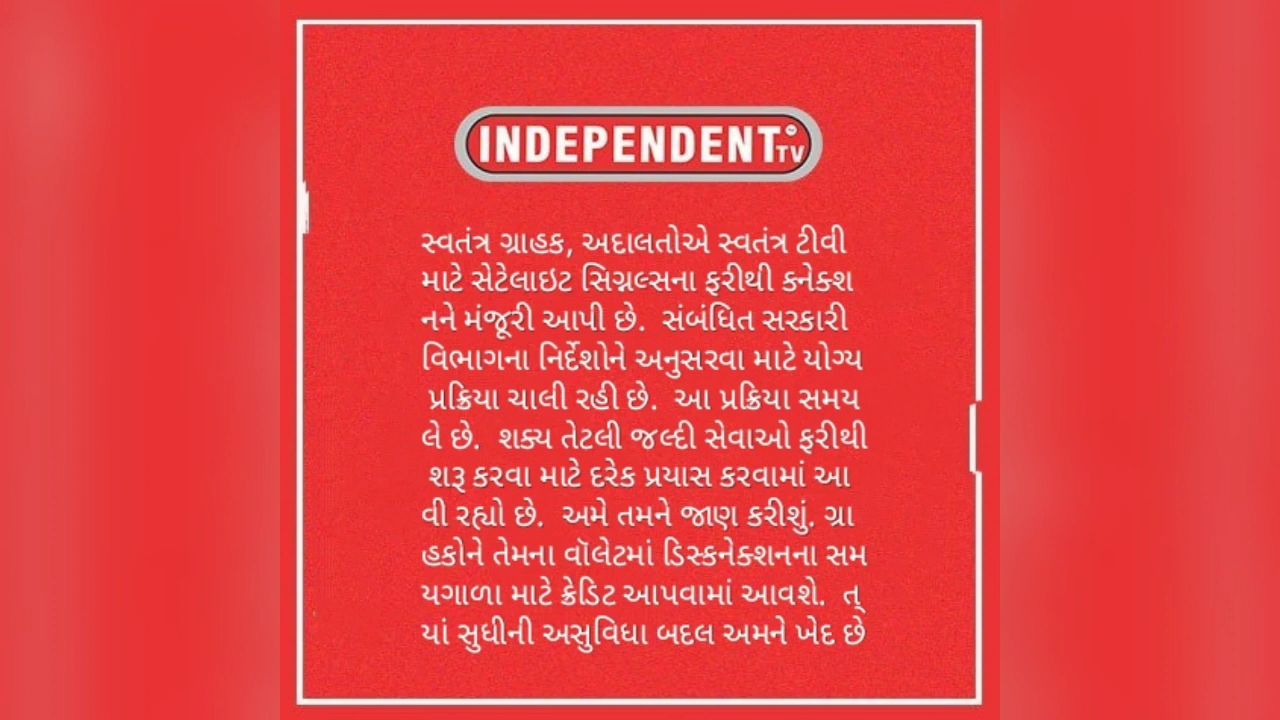 INDEPENDENT TV
સ્વતંત્ર ગ્રાહક, અદાલતોએ સ્વતંત્ર ટીવી
માટે સેટેલાઇટ સિગ્નલ્સના ફરીથી કનેક્શ
નને મંજૂરી આપી છે.  સંબંધિત સરકારી
વિભાગના નિર્દેશોને અનુસરવા માટે યોગ્ય
પ્રક્રિયા ચાલી રહી છે.  આ પ્રક્રિયા સમય
લે છે.  શક્ય તેટલી જલ્દી સેવાઓ ફરીથી
શરૂ કરવા માટે દરેક પ્રયાસ કરવામાં આ
વી રહ્યો છે.  અમે તમને જાણ કરીશું. ગ્રા
હકોને તેમના વૉલેટમાં ડિસ્કનેક્શનના સમ
યગાળા માટે ક્રેડિટ આપવામાં આવશે.  ત્
યાં સુધીની અસુવિધા બદલ અમને ખેદ છે